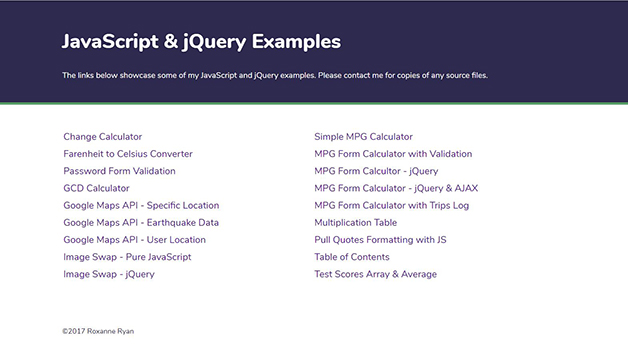 JavaScript & jQuery Examples
The links below showcase some of my JavaScript and jQuery examples. Please contact me for copies of any source files.
Change Calculator
Farenheit to Celsius Converter
Password Form Validation
GCD Calculator
Google Maps API - Specific Location
Google Maps API - Earthquake Data
Google Maps API - User Location
Image Swap - Pure JavaScript
Image Swap - jQuery
Simple MPG Calculator
MPG Form Calculator with Validation
MPG Form Calcultor - jQuery
MPG Form Calculator - jQuery & AJAX
MPG Form Calculator with Trips Log
Multiplication Table
Pull Quotes Formatting with JS
Table of Contents
Test Scores Array & Average
©2017 Roxanne Ryan